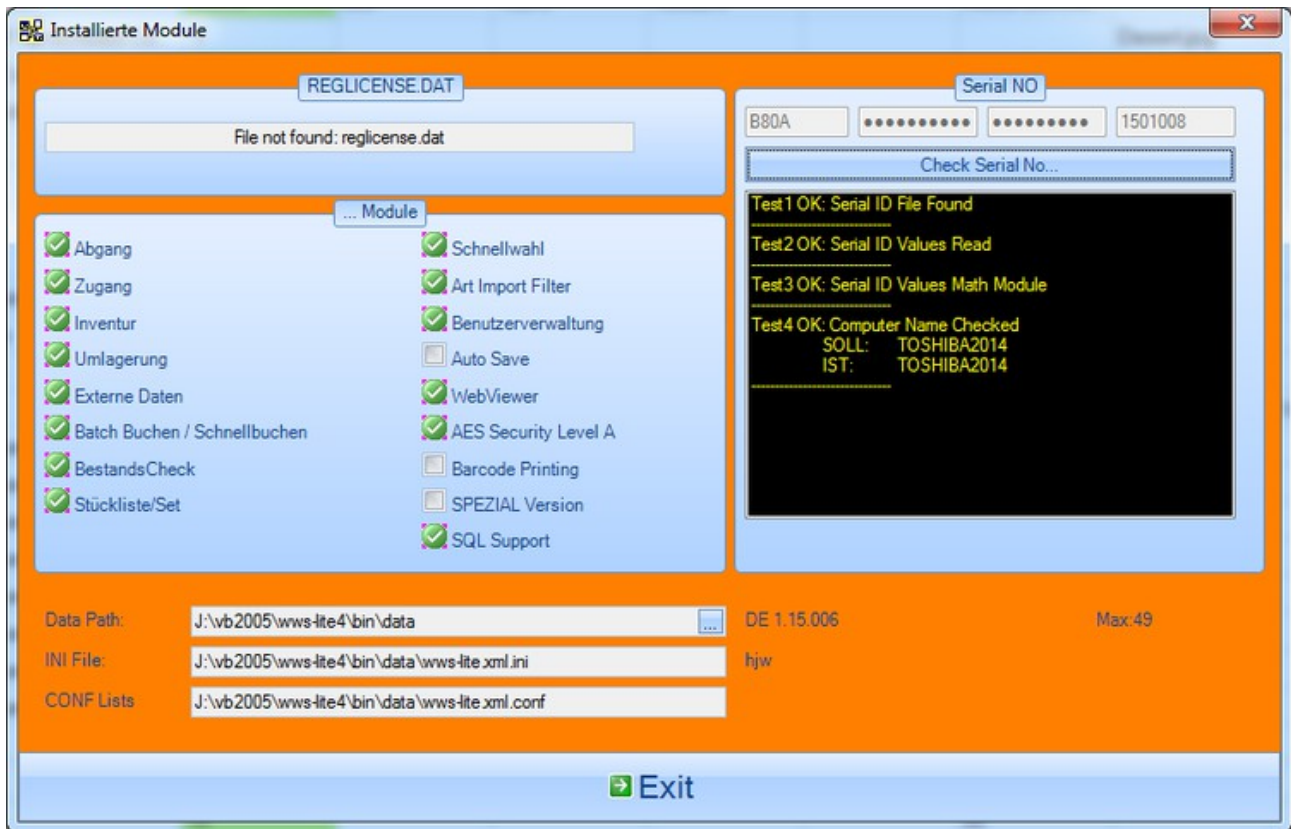 Installierte Module
REGLICENSE.DAT
File not found: reglicense.dat
... Module
Abgang
Zugang
Inventur
Umlagerung
Externe Daten
Batch Buchen / Schnellbuchen
BestandsCheck
Stückliste/Set
Schnellwahl
Art Import Filter
Benutzerverwaltung
Auto Save
WebViewer
AES Security Level A
Barcode Printing
SPEZIAL Version
SQL Support
Serial NO
B80A ●●●●●●●●●● ●●●●●●●●● 1501008
Check Serial No...
Test1 OK: Serial ID File Found
------------------------------
Test2 OK: Serial ID Values Read
------------------------------
Test3 OK: Serial ID Values Math Module
------------------------------
Test4 OK: Computer Name Checked
SOLL: TOSHIBA2014
IST: TOSHIBA2014
------------------------------
Data Path: J:\vb2005\wws-lite4\bin\data ...
INI File: J:\vb2005\wws-lite4\bin\data\wws-lite.xml.ini
CONF Lists J:\vb2005\wws-lite4\bin\data\wws-lite.xml.conf
DE 1.15.006 Max:49
hjw
Exit